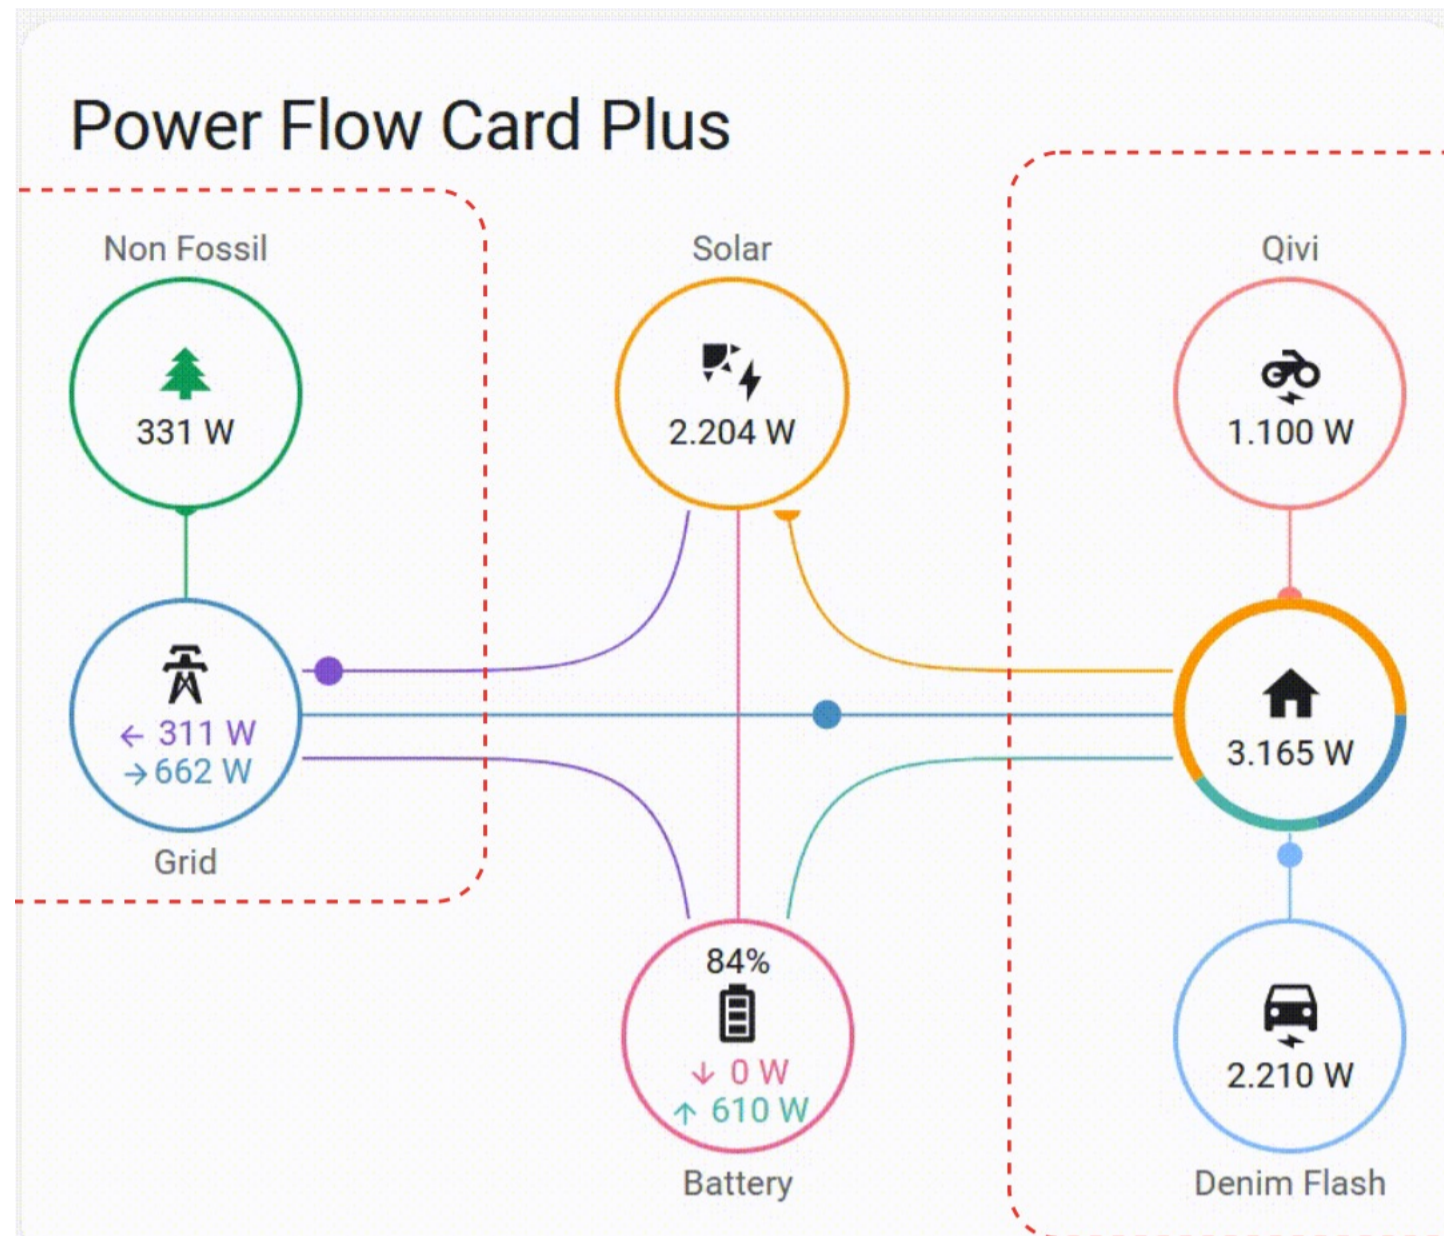 Power Flow Card Plus
Non Fossil
Solar
Qivi
331 W
2.204 W
1.100 W
← 311 W
→ 662 W
3.165 W
Grid
84%
↓ 0 W
↑ 610 W
2.210 W
Battery
Denim Flash